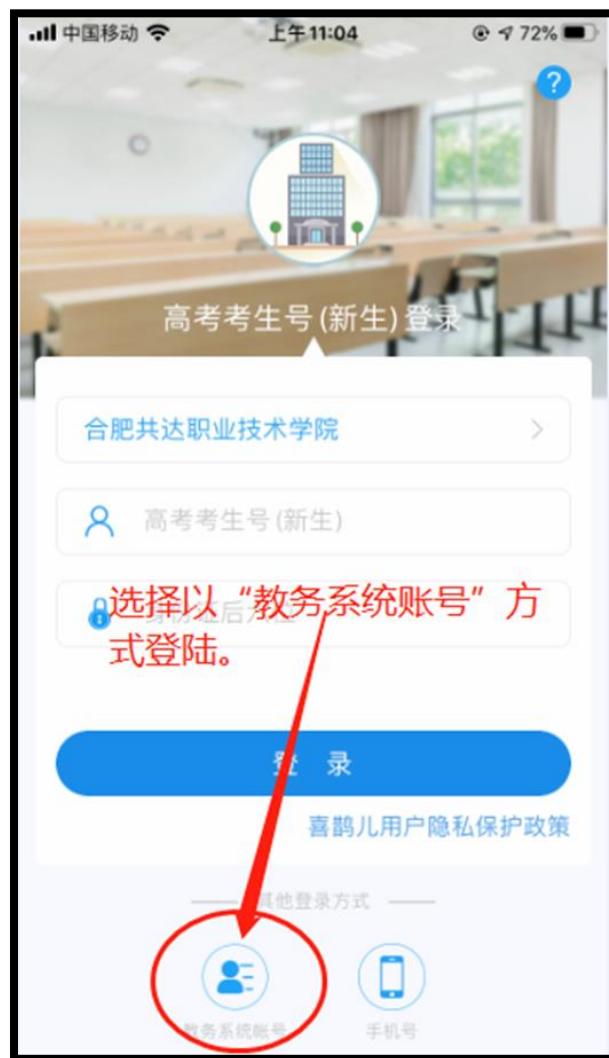 中国移动 上午11:04 72%
?
高考考生号(新生)登录
合肥共达职业技术学院
高考考生号(新生)
选择以“教务系统账号”方
式登陆。
登 录
喜鹊儿用户隐私保护政策
其他登录方式
教务系统帐号 手机号